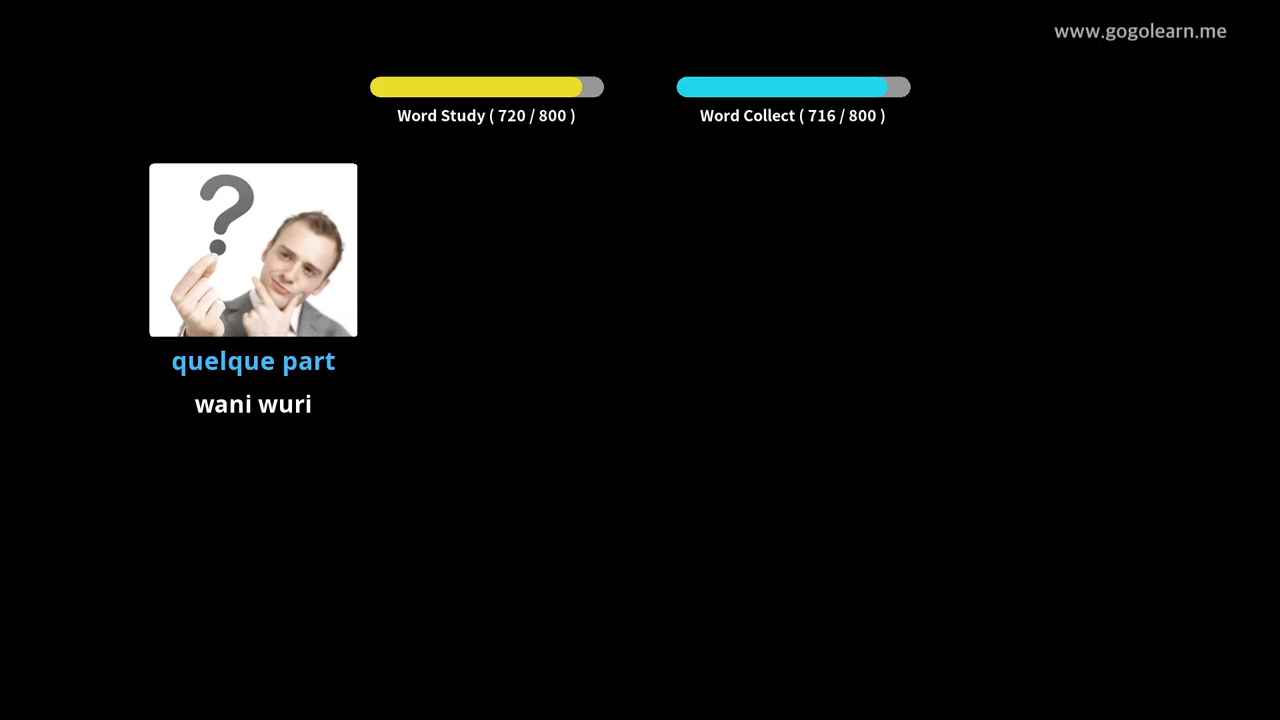 www.gogolearn.me
Word Study ( 720 / 800 )
Word Collect ( 716 / 800 )
?
quelque part
wani wuri